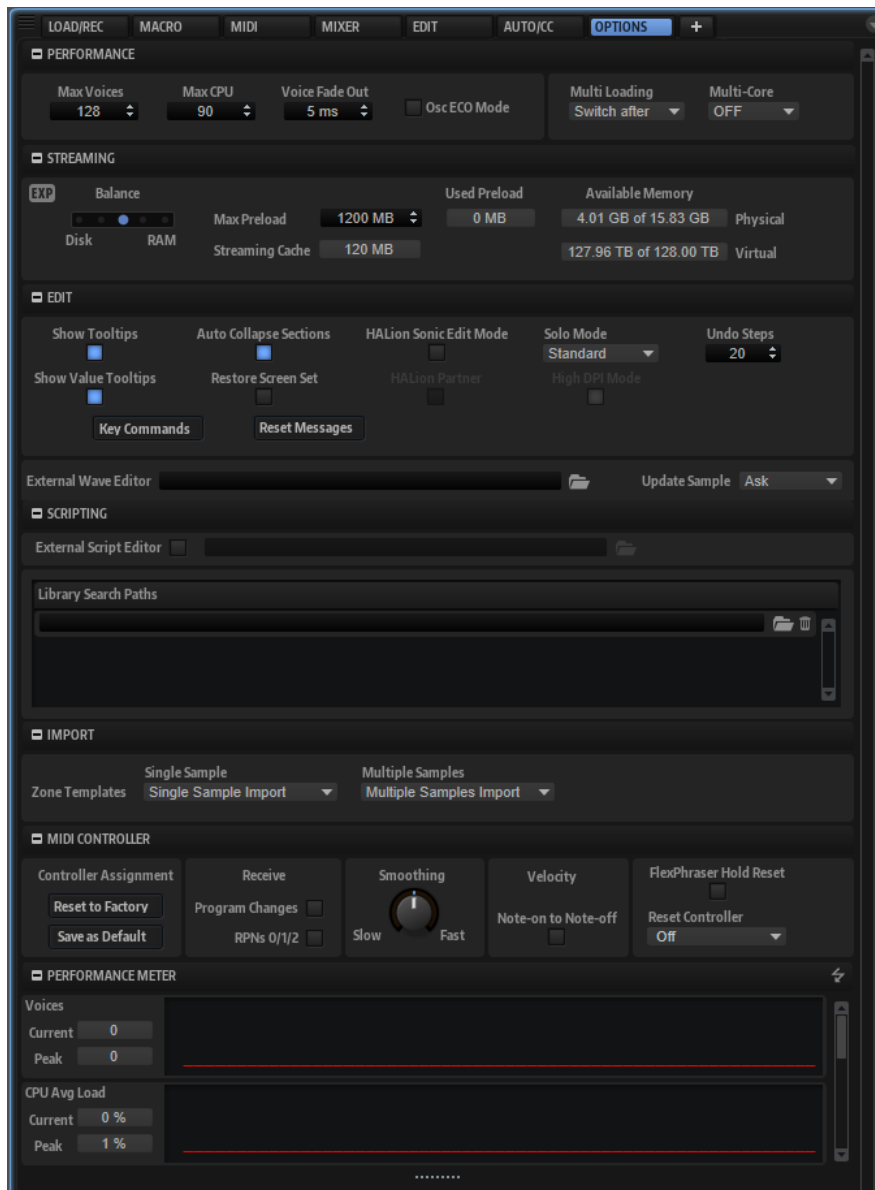 LOAD/REC MACRO MIDI MIXER EDIT AUTO/CC OPTIONS +
PERFORMANCE
Max Voices Max CPU Voice Fade Out Multi Loading Multi-Core
128 90 5 ms Osc ECO Mode Switch after OFF
STREAMING
EXP Balance Used Preload Available Memory
Max Preload 1200 MB 0 MB 4.01 GB of 15.83 GB Physical
Disk RAM
Streaming Cache 120 MB 127.96 TB of 128.00 TB Virtual
EDIT
Show Tooltips Auto Collapse Sections HALion Sonic Edit Mode Solo Mode Undo Steps
Standard 20
Show Value Tooltips Restore Screen Set HALion Partner High DPI Mode
Key Commands Reset Messages
External Wave Editor Update Sample Ask
SCRIPTING
External Script Editor
Library Search Paths
IMPORT
Single Sample Multiple Samples
Zone Templates Single Sample Import Multiple Samples Import
MIDI CONTROLLER
Controller Assignment Receive Smoothing Velocity FlexPhraser Hold Reset
Reset to Factory Program Changes Note-on to Note-off Reset Controller
Save as Default RPNs 0/1/2 Slow Fast Off
PERFORMANCE METER
Voices
Current 0
Peak 0
CPU Avg Load
Current 0 %
Peak 1 %